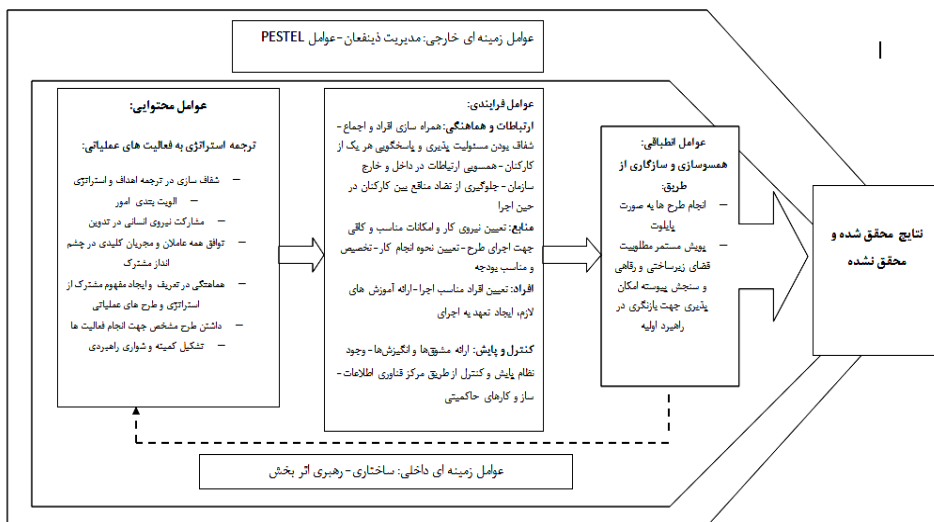 عوامل زمینه ای خارجی: مدیریت ذینفعان-عوامل PESTEL
عوامل محتوایی:
ترجمه استراتژی به فعالیت های عملیاتی:
– شفاف سازی در ترجمه اهداف و استراتژی
– الویت بندی امور
– مشارکت نیروی انسانی در تدوین
– توافق همه عاملان و مجریان کلیدی در چشم
انداز مشترک
– هماهنگی در تعریف و ایجاد مفهوم مشترک از
استراتژی و طرح های عملیاتی
– داشتن طرح مشخص جهت انجام فعالیت ها
– تشکیل کمیته و شواری راهبردی
عوامل فرایندی:
ارتباطات و هماهنگی: همراه سازی افراد و اجماع-
شفاف بودن مسئولیت پذیری و پاسخگویی هر یک از
کارکنان- همسویی ارتباطات در داخل و خارج
سازمان- جلوگیری از تضاد منافع بین کارکنان در
حین اجرا
منابع: تعیین نیروی کار و امکانات مناسب و کافی
جهت اجرای طرح- تعیین نحوه انجام کار- تخصیص
و مناسب بودجه
افراد: تعیین افراد مناسب اجرا- ارائه آموزش های
لازم، ایجاد تعهد به اجرای
کنترل و پایش: ارائه مشوق‌ها و انگیزش‌ها- وجود
نظام پایش و کنترل از طریق مرکز فناوری اطلاعات-
ساز و کارهای حاکمیتی
عوامل انطباقی:
همسوسازی و سازگاری از
طریق:
– انجام طرح ها به صورت
پایلوت
– پویش مستمر مطلوبیت
فضای زیرساختی و رفاهی
و سنجش پیوسته امکان
پذیری جهت بازنگری در
راهبرد اولیه
نتایج محقق شده و
محقق نشده
عوامل زمینه ای داخلی: ساختاری- رهبری اثر بخش